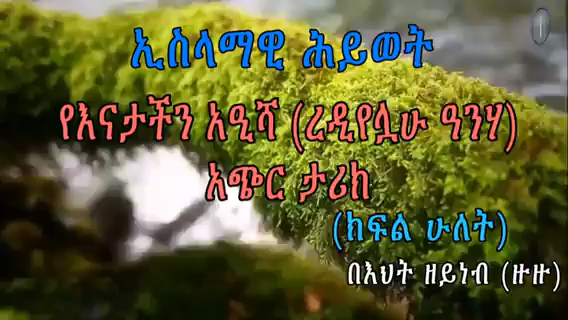 ኢስላማዊ ሕይወት
የእናታችን አዒሻ (ረዲየሏሁ ዓንሃ)
አጭር ታሪክ
(ክፍል ሁለት)
በእህት ዘይነብ (ዙዙ)